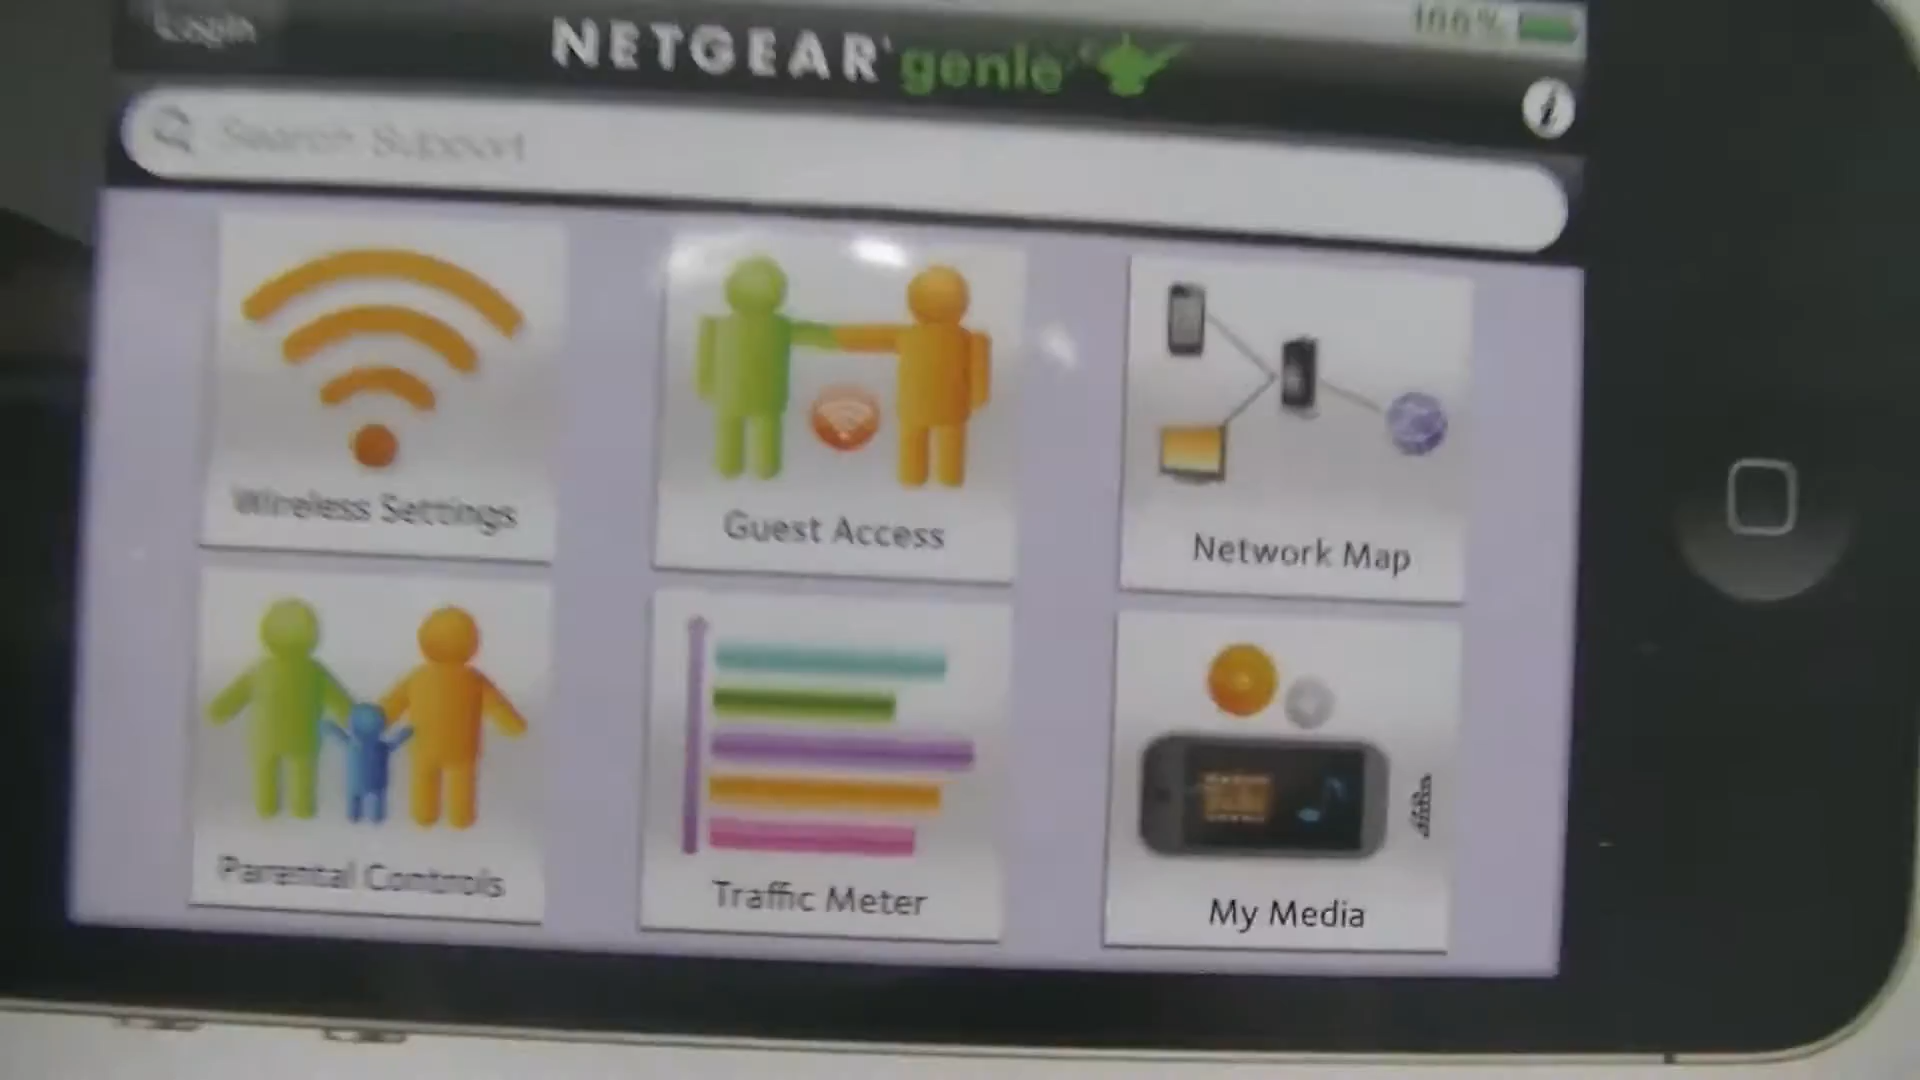 Login
NETGEAR genie
100%
Search Support
Wireless Settings
Guest Access
Network Map
Parental Controls
Traffic Meter
My Media